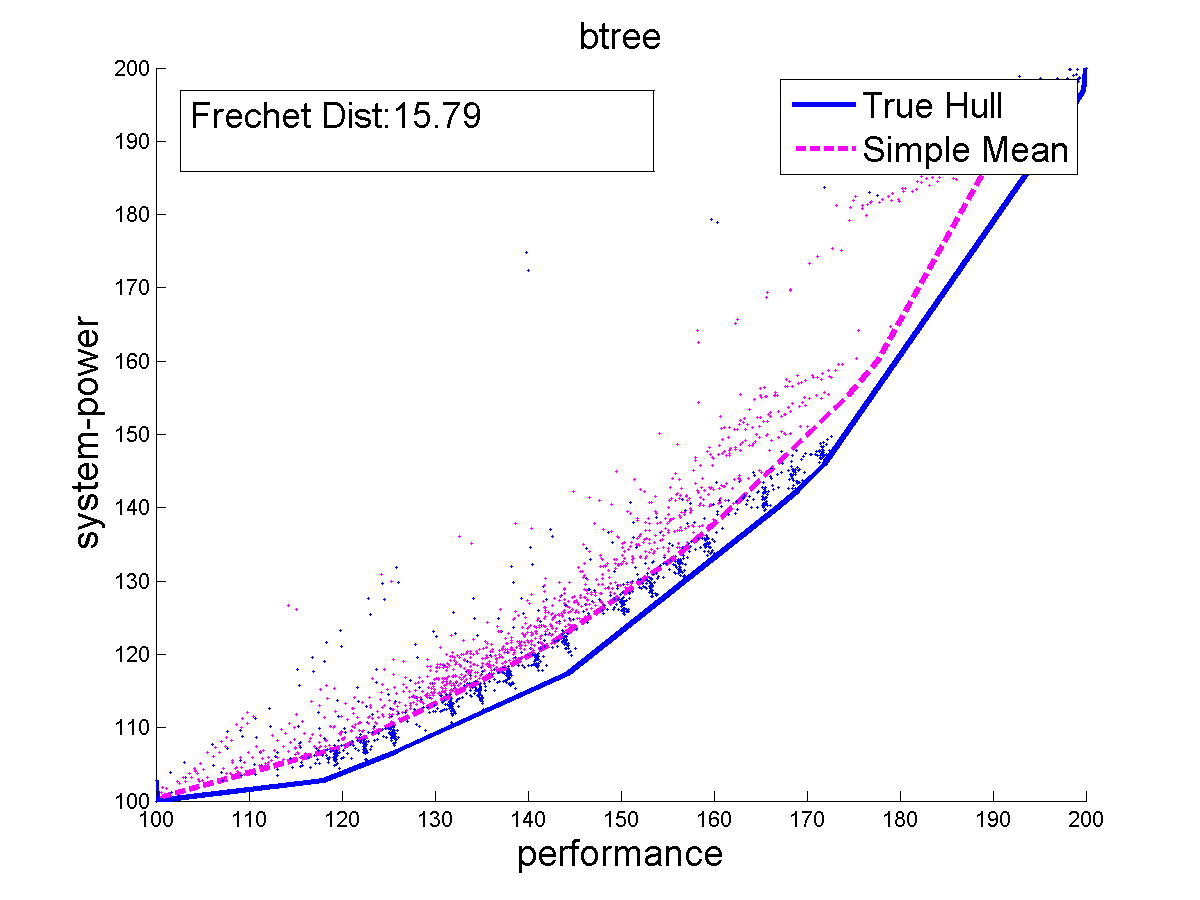 btree
Frechet Dist:15.79
True Hull
Simple Mean
system-power
200
190
180
170
160
150
140
130
120
110
100
100 110 120 130 140 150 160 170 180 190 200
performance